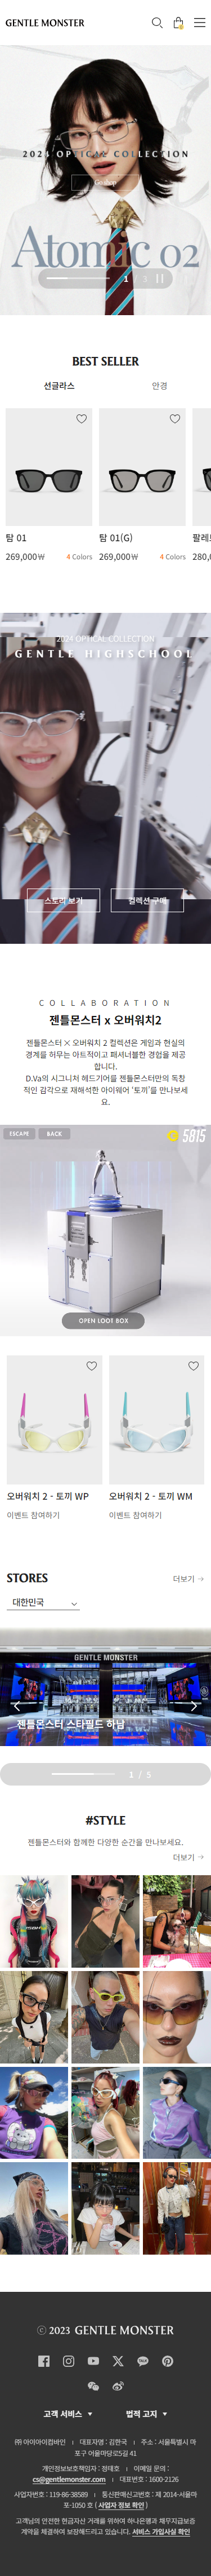 GENTLE MONSTER
2024 OPTICAL COLLECTION
Atomic 02
1 / 3
BEST SELLER
선글라스 안경
탐 01 탐 01(G) 팔레트
269,000₩ 4 Colors 269,000₩ 4 Colors 280,0
2024 OPTICAL COLLECTION
GENTLE HIGHSCHOOL
스토리 보기 컬렉션 구매
COLLABORATION
젠틀몬스터 x 오버워치2
젠틀몬스터 X 오버워치 2 컬렉션은 게임과 현실의
경계를 허무는 아트적이고 패셔너블한 경험을 제공
합니다.
D.Va의 시그니처 헤드기어를 젠틀몬스터만의 독창
적인 감각으로 재해석한 아이웨어 '토끼'를 만나보세
요.
ESCAPE BACK 5815
OPEN LOOT BOX
오버워치 2 - 토끼 WP 오버워치 2 - 토끼 WM
이벤트 참여하기 이벤트 참여하기
STORES 더보기 →
대한민국
GENTLE MONSTER
젠틀몬스터 스타필드 하남
1 / 5
#STYLE
젠틀몬스터와 함께한 다양한 순간을 만나보세요.
더보기 →
ⓒ 2023 GENTLE MONSTER
고객 서비스 ▼ 법적 고지 ▼
㈜ 아이아이컴바인 | 대표자명 : 김한국 | 주소 : 서울특별시 마
포구 어울마당로5길 41
개인정보보호책임자 : 정태호 | 이메일 문의 :
cs@gentlemonster.com | 대표번호 : 1600-2126
사업자번호 : 119-86-38589 | 통신판매신고번호 : 제 2014-서울마
포-1050 호 ( 사업자 정보 확인 )
고객님의 안전한 현금자산 거래를 위하여 하나은행과 채무지급보증
계약을 체결하여 보장해드리고 있습니다. 서비스 가입사실 확인